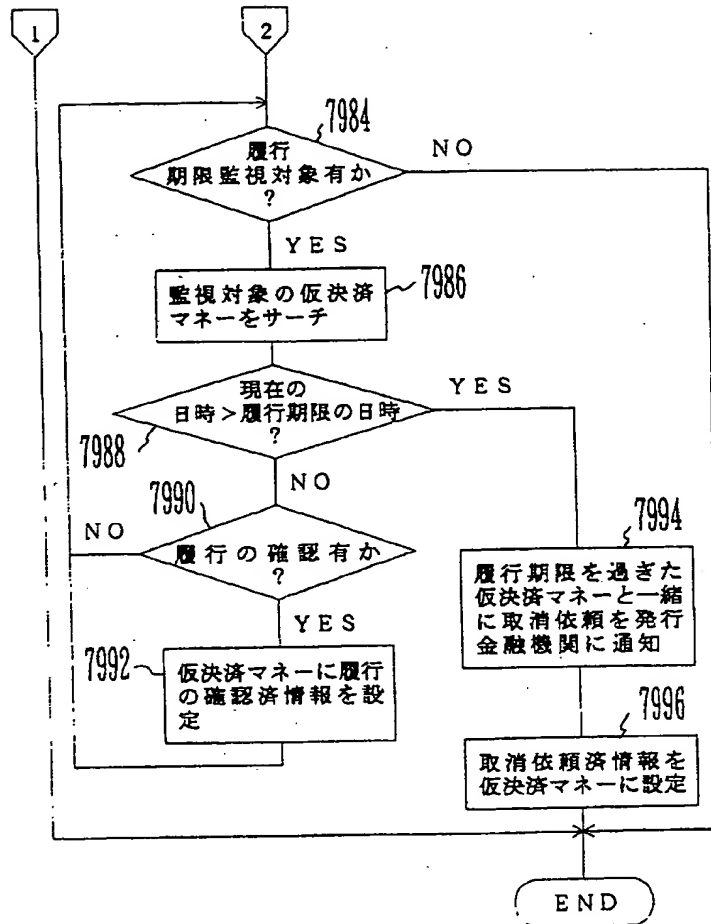 1
2
7984
履行
期限監視対象有か
?
NO
YES
7986
監視対象の仮決済
マネーをサーチ
現在の
日時>履行期限の日時
?
YES
7988
NO
7990
NO
履行の確認有か
?
YES
7994
履行期限を過ぎた
仮決済マネーと一緒
に取消依頼を発行
金融機関に通知
7992
仮決済マネーに履行
の確認済情報を設
定
7996
取消依頼済情報を
仮決済マネーに設定
END